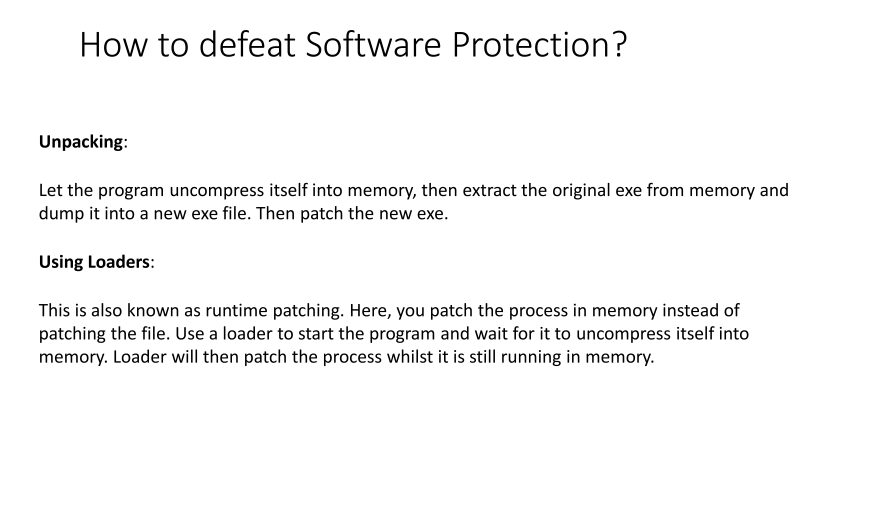 How to defeat Software Protection?
Unpacking:
Let the program uncompress itself into memory, then extract the original exe from memory and
dump it into a new exe file. Then patch the new exe.
Using Loaders:
This is also known as runtime patching. Here, you patch the process in memory instead of
patching the file. Use a loader to start the program and wait for it to uncompress itself into
memory. Loader will then patch the process whilst it is still running in memory.